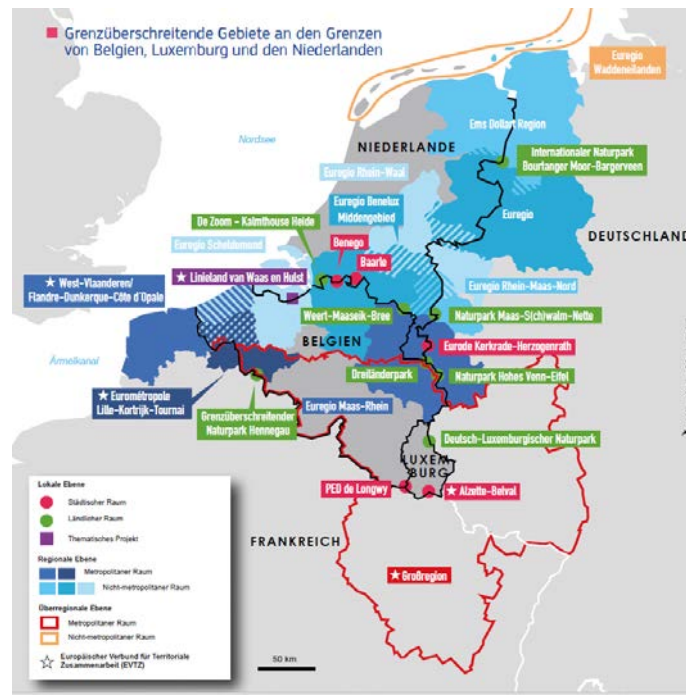 Grenzüberschreitende Gebiete an den Grenzen
von Belgien, Luxemburg und den Niederlanden
Euregio
Waddeneilanden
Nordsee
Ems Dollart Region
NIEDERLANDE
Internationaler Naturpark
Bourtanger Moor-Bargerveen
Euregio Rhein-Waal
Euregio Benelux
Middengebied
Euregio
De Zoom – Kalmthouse Heide
Benego
DEUTSCHLAND
Baarle
Euregio Scheldemond
Linieland van Waas en Hulst
West-Vlaanderen/
Flandre-Dunkerque-Côte d'Opale
Euregio Rhein-Maas-Nord
Weert-Maaseik-Bree
Naturpark Maas-S(ch)walm-Nette
BELGIEN
Eurode Kerkrade-Herzogenrath
Ärmelkanal
Dreiländerpark
Naturpark Hohes Venn-Eifel
Eurométropole
Lille-Kortrijk-Tournai
Grenzüberschreitender
Naturpark Hennegau
Euregio Maas-Rhein
Deutsch-Luxemburgischer Naturpark
LUXEM
BURG
PED de Longwy
Alzette-Belval
FRANKREICH
Großregion
Lokale Ebene
Städtischer Raum
Ländlicher Raum
Thematisches Projekt
Regionale Ebene
Metropolitaner Raum
Nicht-metropolitaner Raum
Überregionale Ebene
Metropolitaner Raum
Nicht-metropolitaner Raum
Europäischer Verbund für Territoriale
Zusammenarbeit (EVTZ)
50 km